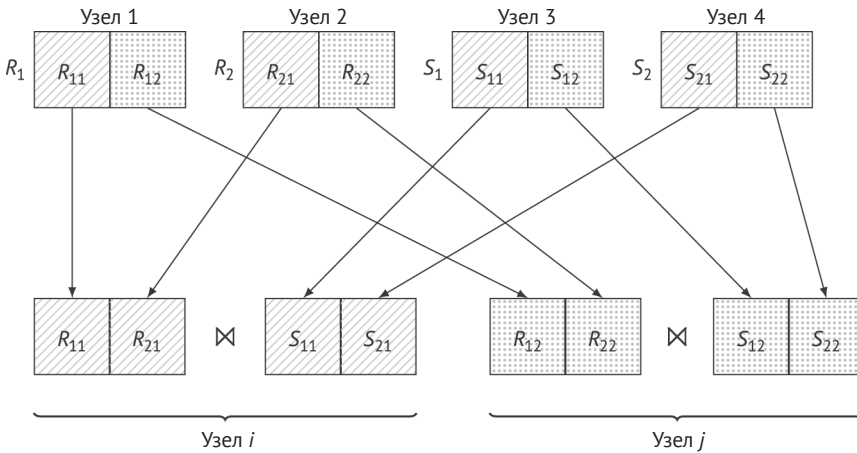 Узел 1 Узел 2 Узел 3 Узел 4
R1 R11 R12 R2 R21 R22 S1 S11 S12 S2 S21 S22
R11 R21 ⋈ S11 S21 R12 R22 ⋈ S12 S22
Узел i Узел j